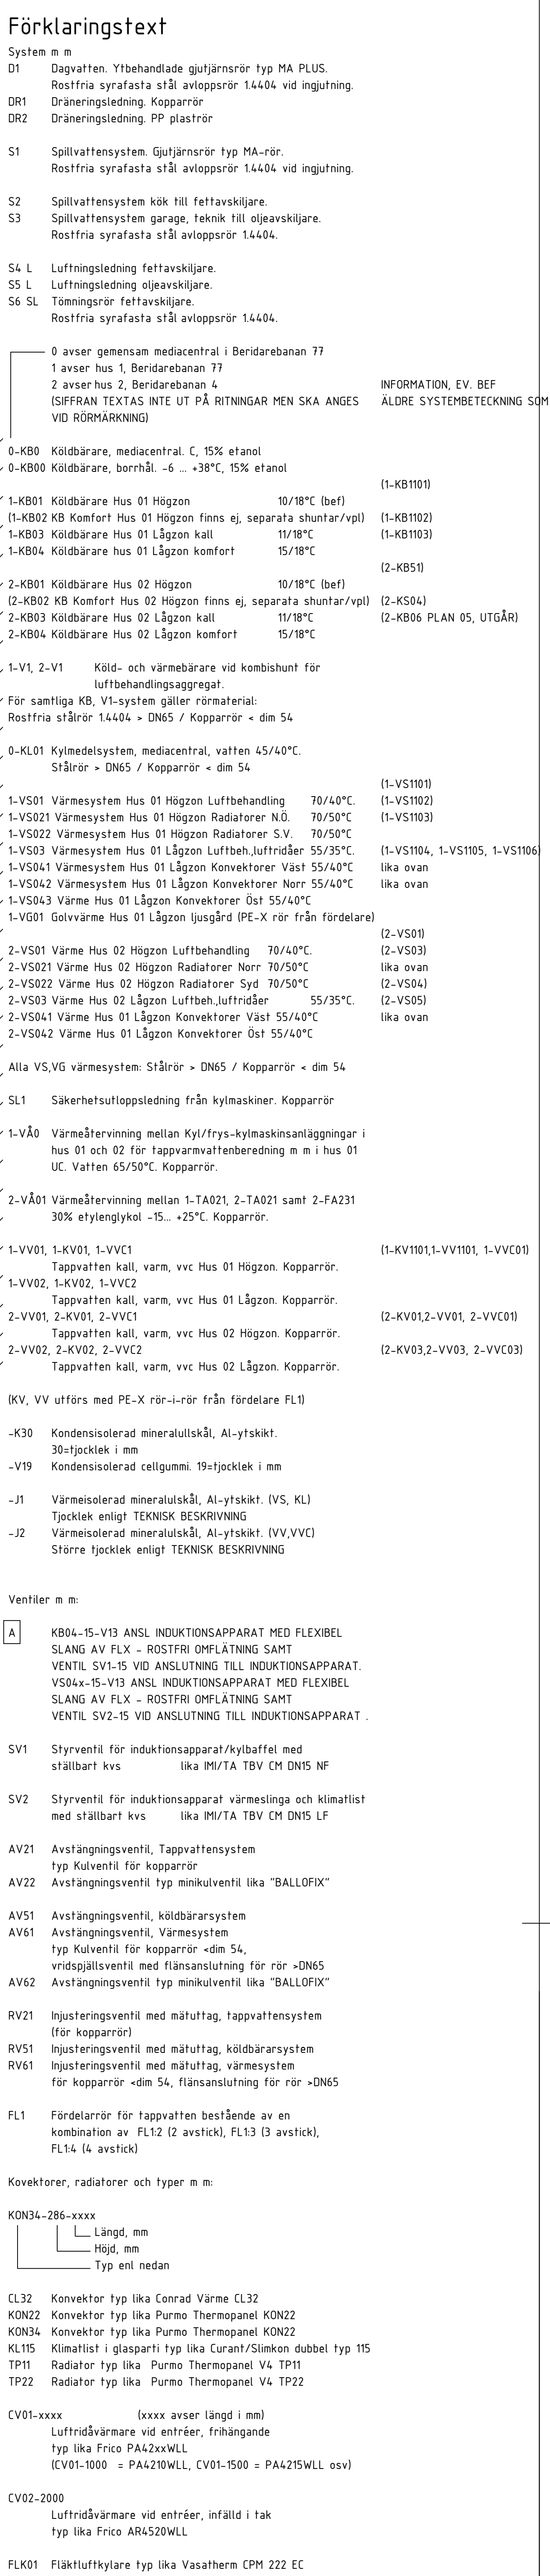 Förklaringstext
System m m
D1 Dagvatten. Ytbehandlade gjutjärnsrör typ MA PLUS.
Rostfria syrafasta stål avloppsrör 1.4404 vid ingjutning.
DR1 Dräneringsledning. Kopparrör
DR2 Dräneringsledning. PP plaströr
S1 Spillvattensystem. Gjutjärnsrör typ MA-rör.
Rostfria syrafasta stål avloppsrör 1.4404 vid ingjutning.
S2 Spillvattensystem kök till fettavskiljare.
S3 Spillvattensystem garage, teknik till oljeavskiljare.
Rostfria syrafasta stål avloppsrör 1.4404.
S4 L Luftningsledning fettavskiljare.
S5 L Luftningsledning oljeavskiljare.
S6 SL Tömningsrör fettavskiljare.
Rostfria syrafasta stål avloppsrör 1.4404.
0 avser gemensam mediacentral i Beridarebanan 77
1 avser hus 1, Beridarebanan 77
2 avser hus 2, Beridarebanan 4 INFORMATION, EV. BEF
(SIFFRAN TEXTAS INTE UT PÅ RITNINGAR MEN SKA ANGES ÄLDRE SYSTEMBETECKNING SOM
VID RÖRMÄRKNING)
0-KB0 Köldbärare, mediacentral. C, 15% etanol
0-KB00 Köldbärare, borrhål. -6 ... +38°C, 15% etanol
(1-KB1101)
1-KB01 Köldbärare Hus 01 Högzon 10/18°C (bef)
(1-KB02 KB Komfort Hus 01 Högzon finns ej, separata shuntar/vpl) (1-KB1102)
1-KB03 Köldbärare Hus 01 Lågzon kall 11/18°C (1-KB1103)
1-KB04 Köldbärare hus 01 Lågzon komfort 15/18°C
(2-KB51)
2-KB01 Köldbärare Hus 02 Högzon 10/18°C (bef)
(2-KB02 KB Komfort Hus 02 Högzon finns ej, separata shuntar/vpl) (2-KS04)
2-KB03 Köldbärare Hus 02 Lågzon kall 11/18°C (2-KB06 PLAN 05, UTGÅR)
2-KB04 Köldbärare Hus 02 Lågzon komfort 15/18°C
1-V1, 2-V1 Köld- och värmebärare vid kombishunt för
luftbehandlingsaggregat.
För samtliga KB, V1-system gäller rörmaterial:
Rostfria stålrör 1.4404 > DN65 / Kopparrör < dim 54
0-KL01 Kylmedelsystem, mediacentral, vatten 45/40°C.
Stålrör > DN65 / Kopparrör < dim 54
(1-VS1101)
1-VS01 Värmesystem Hus 01 Högzon Luftbehandling 70/40°C. (1-VS1102)
1-VS021 Värmesystem Hus 01 Högzon Radiatorer N.Ö. 70/50°C (1-VS1103)
1-VS022 Värmesystem Hus 01 Högzon Radiatorer S.V. 70/50°C
1-VS03 Värmesystem Hus 01 Lågzon Luftbeh.,luftridåer 55/35°C. (1-VS1104, 1-VS1105, 1-VS1106)
1-VS041 Värmesystem Hus 01 Lågzon Konvektorer Väst 55/40°C lika ovan
1-VS042 Värmesystem Hus 01 Lågzon Konvektorer Norr 55/40°C lika ovan
1-VS043 Värme Hus 01 Lågzon Konvektorer Öst 55/40°C
1-VG01 Golvvärme Hus 01 Lågzon ljusgård (PE-X rör från fördelare)
(2-VS01)
2-VS01 Värme Hus 02 Högzon Luftbehandling 70/40°C. (2-VS03)
2-VS021 Värme Hus 02 Högzon Radiatorer Norr 70/50°C lika ovan
2-VS022 Värme Hus 02 Högzon Radiatorer Syd 70/50°C (2-VS04)
2-VS03 Värme Hus 02 Lågzon Luftbeh.,luftridåer 55/35°C. (2-VS05)
2-VS041 Värme Hus 01 Lågzon Konvektorer Väst 55/40°C lika ovan
2-VS042 Värme Hus 01 Lågzon Konvektorer Öst 55/40°C
Alla VS,VG värmesystem: Stålrör > DN65 / Kopparrör < dim 54
SL1 Säkerhetsutloppsledning från kylmaskiner. Kopparrör
1-VÅ0 Värmeåtervinning mellan Kyl/frys-kylmaskinsanläggningar i
hus 01 och 02 för tappvarmvattenberedning m m i hus 01
UC. Vatten 65/50°C. Kopparrör.
2-VÅ01 Värmeåtervinning mellan 1-TA021, 2-TA021 samt 2-FA231
30% etylenglykol -15... +25°C. Kopparrör.
1-VV01, 1-KV01, 1-VVC1 (1-KV1101,1-VV1101, 1-VVC01)
Tappvatten kall, varm, vvc Hus 01 Högzon. Kopparrör.
1-VV02, 1-KV02, 1-VVC2
Tappvatten kall, varm, vvc Hus 01 Lågzon. Kopparrör.
2-VV01, 2-KV01, 2-VVC1 (2-KV01,2-VV01, 2-VVC01)
Tappvatten kall, varm, vvc Hus 02 Högzon. Kopparrör.
2-VV02, 2-KV02, 2-VVC2 (2-KV03,2-VV03, 2-VVC03)
Tappvatten kall, varm, vvc Hus 02 Lågzon. Kopparrör.
(KV, VV utförs med PE-X rör-i-rör från fördelare FL1)
-K30 Kondensisolerad mineralullskål, Al-ytskikt.
30=tjocklek i mm
-V19 Kondensisolerad cellgummi. 19=tjocklek i mm
-J1 Värmeisolerad mineralulskål, Al-ytskikt. (VS, KL)
Tjocklek enligt TEKNISK BESKRIVNING
-J2 Värmeisolerad mineralulskål, Al-ytskikt. (VV,VVC)
Större tjocklek enligt TEKNISK BESKRIVNING
Ventiler m m:
A KB04-15-V13 ANSL INDUKTIONSAPPARAT MED FLEXIBEL
SLANG AV FLX - ROSTFRI OMFLÄTNING SAMT
VENTIL SV1-15 VID ANSLUTNING TILL INDUKTIONSAPPARAT.
VS04x-15-V13 ANSL INDUKTIONSAPPARAT MED FLEXIBEL
SLANG AV FLX - ROSTFRI OMFLÄTNING SAMT
VENTIL SV2-15 VID ANSLUTNING TILL INDUKTIONSAPPARAT .
SV1 Styrventil för induktionsapparat/kylbaffel med
ställbart kvs lika IMI/TA TBV CM DN15 NF
SV2 Styrventil för induktionsapparat värmeslinga och klimatlist
med ställbart kvs lika IMI/TA TBV CM DN15 LF
AV21 Avstängningsventil, Tappvattensystem
typ Kulventil för kopparrör
AV22 Avstängningsventil typ minikulventil lika "BALLOFIX"
AV51 Avstängningsventil, köldbärarsystem
AV61 Avstängningsventil, Värmesystem
typ Kulventil för kopparrör <dim 54,
vridspjällsventil med flänsanslutning för rör >DN65
AV62 Avstängningsventil typ minikulventil lika "BALLOFIX"
RV21 Injusteringsventil med mätuttag, tappvattensystem
(för kopparrör)
RV51 Injusteringsventil med mätuttag, köldbärarsystem
RV61 Injusteringsventil med mätuttag, värmesystem
för kopparrör <dim 54, flänsanslutning för rör >DN65
FL1 Fördelarrör för tappvatten bestående av en
kombination av FL1:2 (2 avstick), FL1:3 (3 avstick),
FL1:4 (4 avstick)
Kovektorer, radiatorer och typer m m:
KON34-286-xxxx
Längd, mm
Höjd, mm
Typ enl nedan
CL32 Konvektor typ lika Conrad Värme CL32
KON22 Konvektor typ lika Purmo Thermopanel KON22
KON34 Konvektor typ lika Purmo Thermopanel KON22
KL115 Klimatlist i glasparti typ lika Curant/Slimkon dubbel typ 115
TP11 Radiator typ lika Purmo Thermopanel V4 TP11
TP22 Radiator typ lika Purmo Thermopanel V4 TP22
CV01-xxxx (xxxx avser längd i mm)
Luftridåvärmare vid entréer, frihängande
typ lika Frico PA42xxWLL
(CV01-1000 = PA4210WLL, CV01-1500 = PA4215WLL osv)
CV02-2000
Luftridåvärmare vid entréer, infälld i tak
typ lika Frico AR4520WLL
FLK01 Fläktluftkylare typ lika Vasatherm CPM 222 EC